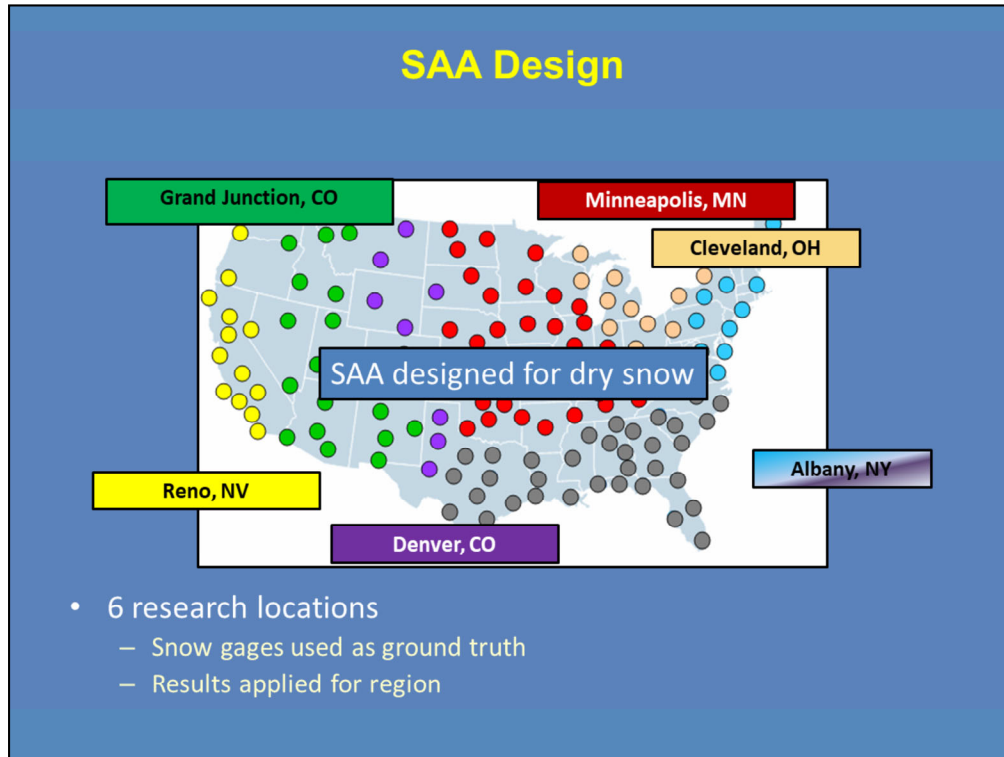 SAA Design
Grand Junction, CO
Minneapolis, MN
Cleveland, OH
SAA designed for dry snow
Albany, NY
Reno, NV
Denver, CO
• 6 research locations
– Snow gages used as ground truth
– Results applied for region